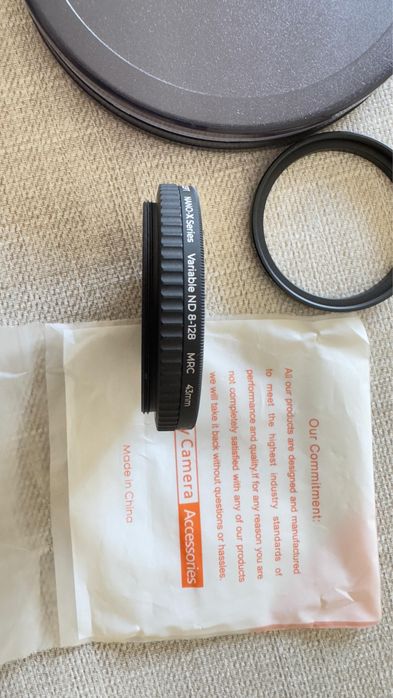 NANO-X Series Variable ND 8-128 MRC 43mm
Our Commitment:
All our products are designed and manufactured
to meet the highest industry standards of
performance and quality.If for any reason you are
not completely satisfied with any of our products
we will take it back without questions or hassles.
Camera Accessories
Made in China